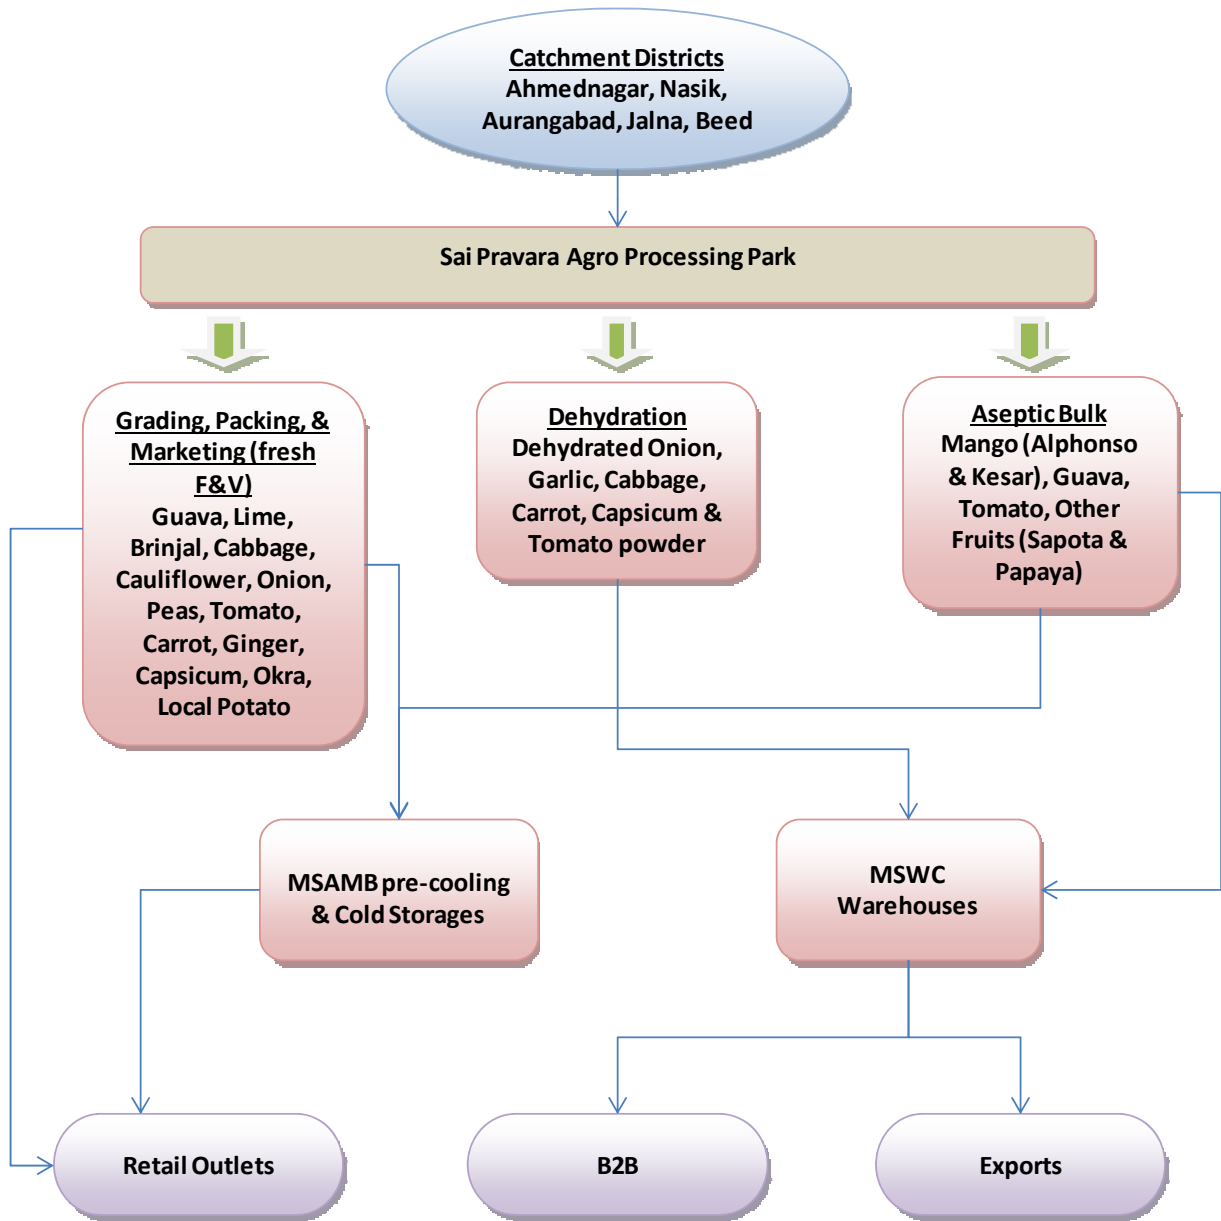 Catchment Districts
Ahmednagar, Nasik,
Aurangabad, Jalna, Beed
Sai Pravara Agro Processing Park
Grading, Packing, &
Marketing (fresh
F&V)
Guava, Lime,
Brinjal, Cabbage,
Cauliflower, Onion,
Peas, Tomato,
Carrot, Ginger,
Capsicum, Okra,
Local Potato
Dehydration
Dehydrated Onion,
Garlic, Cabbage,
Carrot, Capsicum &
Tomato powder
Aseptic Bulk
Mango (Alphonso
& Kesar), Guava,
Tomato, Other
Fruits (Sapota &
Papaya)
MSAMB pre-cooling
& Cold Storages
MSWC
Warehouses
Retail Outlets
B2B
Exports